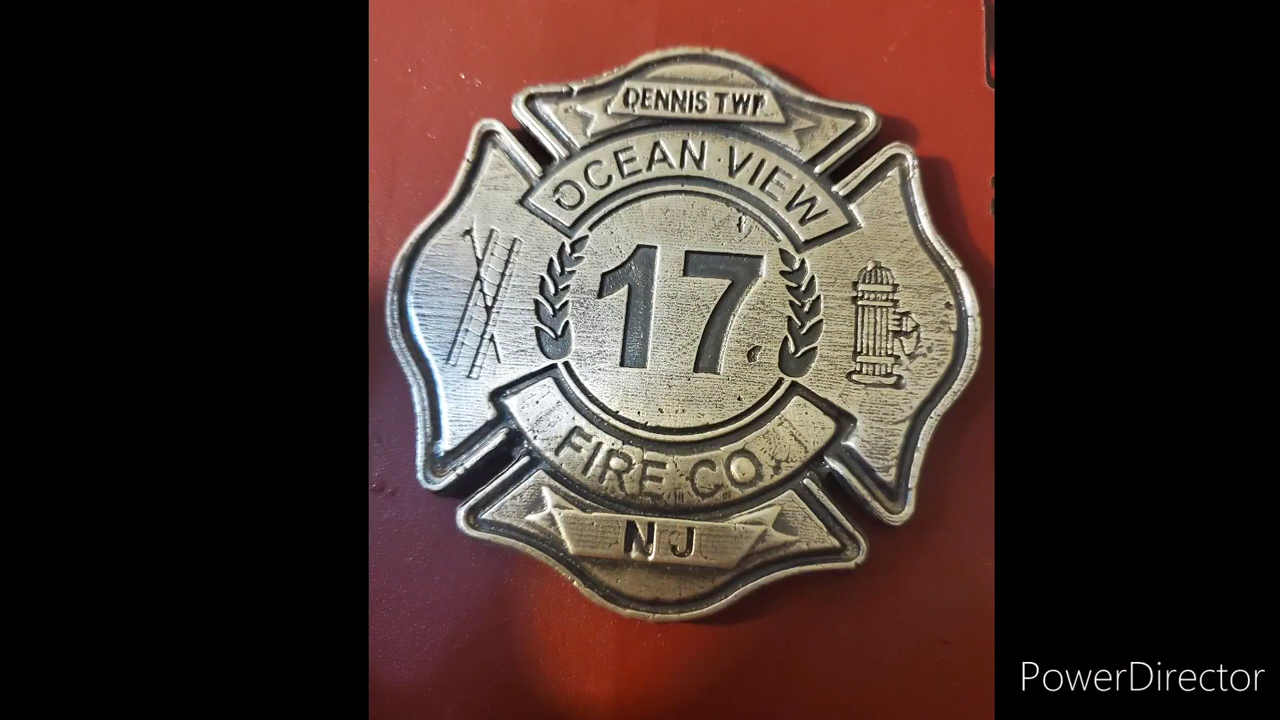 DENNIS TWP
OCEAN VIEW
17
FIRE CO.
NJ
PowerDirector